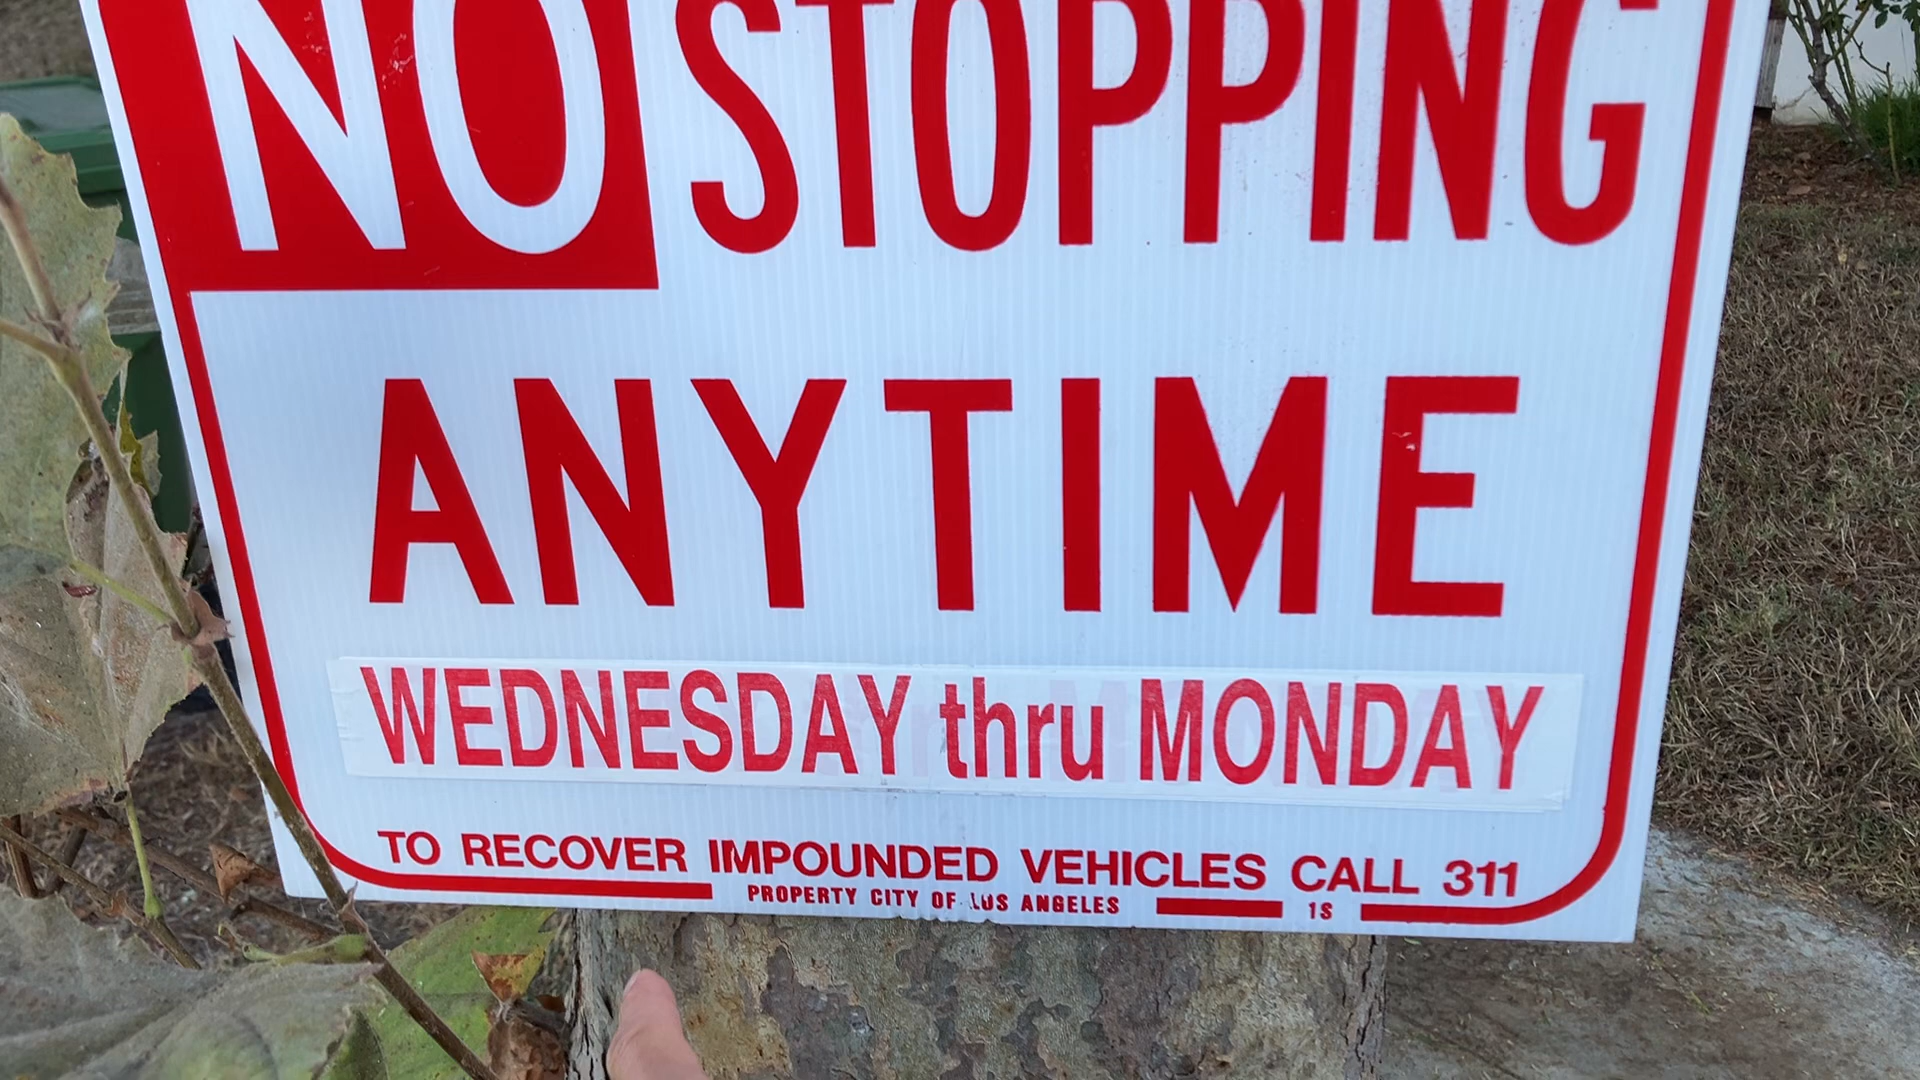 NO STOPPING
ANYTIME
WEDNESDAY thru MONDAY
TO RECOVER IMPOUNDED VEHICLES CALL 311
PROPERTY CITY OF LOS ANGELES 1S